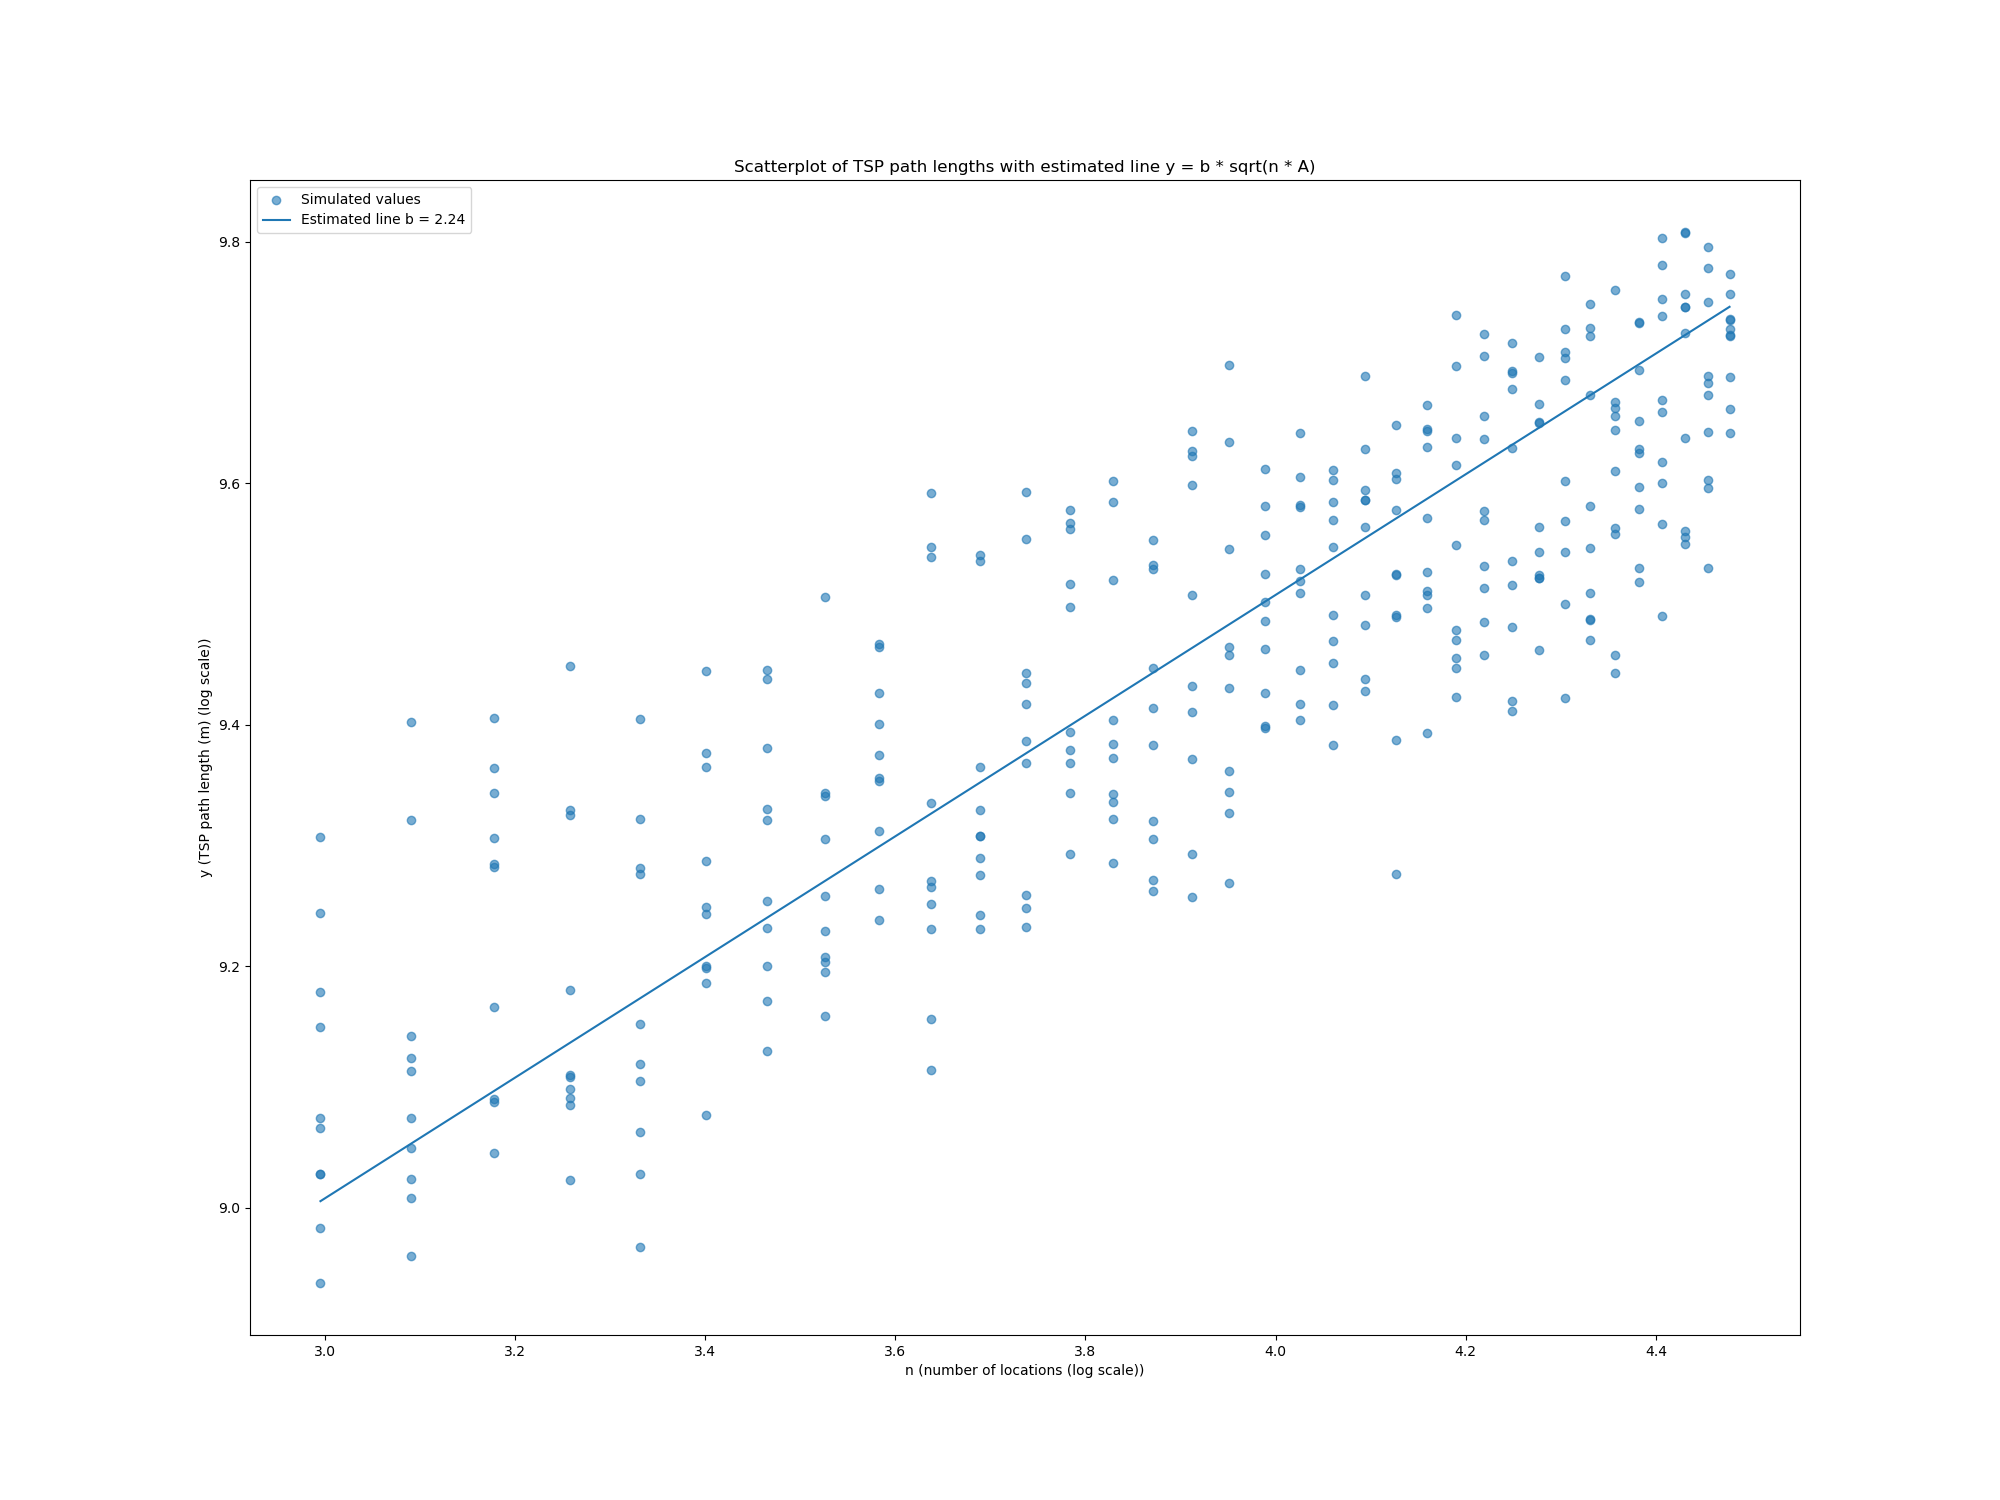 Scatterplot of TSP path lengths with estimated line y = b * sqrt(n * A)
Simulated values
Estimated line b = 2.24
y (TSP path length (m) (log scale))
9.8
9.6
9.4
9.2
9.0
3.0 3.2 3.4 3.6 3.8 4.0 4.2 4.4
n (number of locations (log scale))